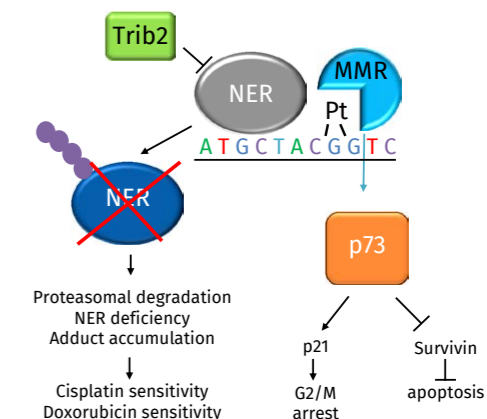 Trib2
NER
MMR
Pt
ATGCTACGGTC
NER
p73
Proteasomal degradation
NER deficiency
Adduct accumulation
p21
Survivin
Cisplatin sensitivity
Doxorubicin sensitivity
G2/M
arrest
apoptosis